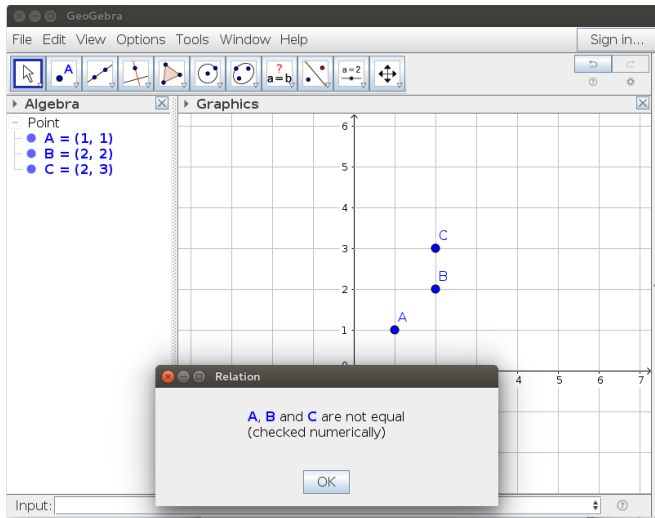 GeoGebra
File Edit View Options Tools Window Help
Sign in...
A
?
a=b
a=2
Algebra
Graphics
Point
A = (1, 1)
B = (2, 2)
C = (2, 3)
6
5
4
3
2
1
0
C
B
A
4 5 6 7
Relation
A, B and C are not equal
(checked numerically)
OK
Input: